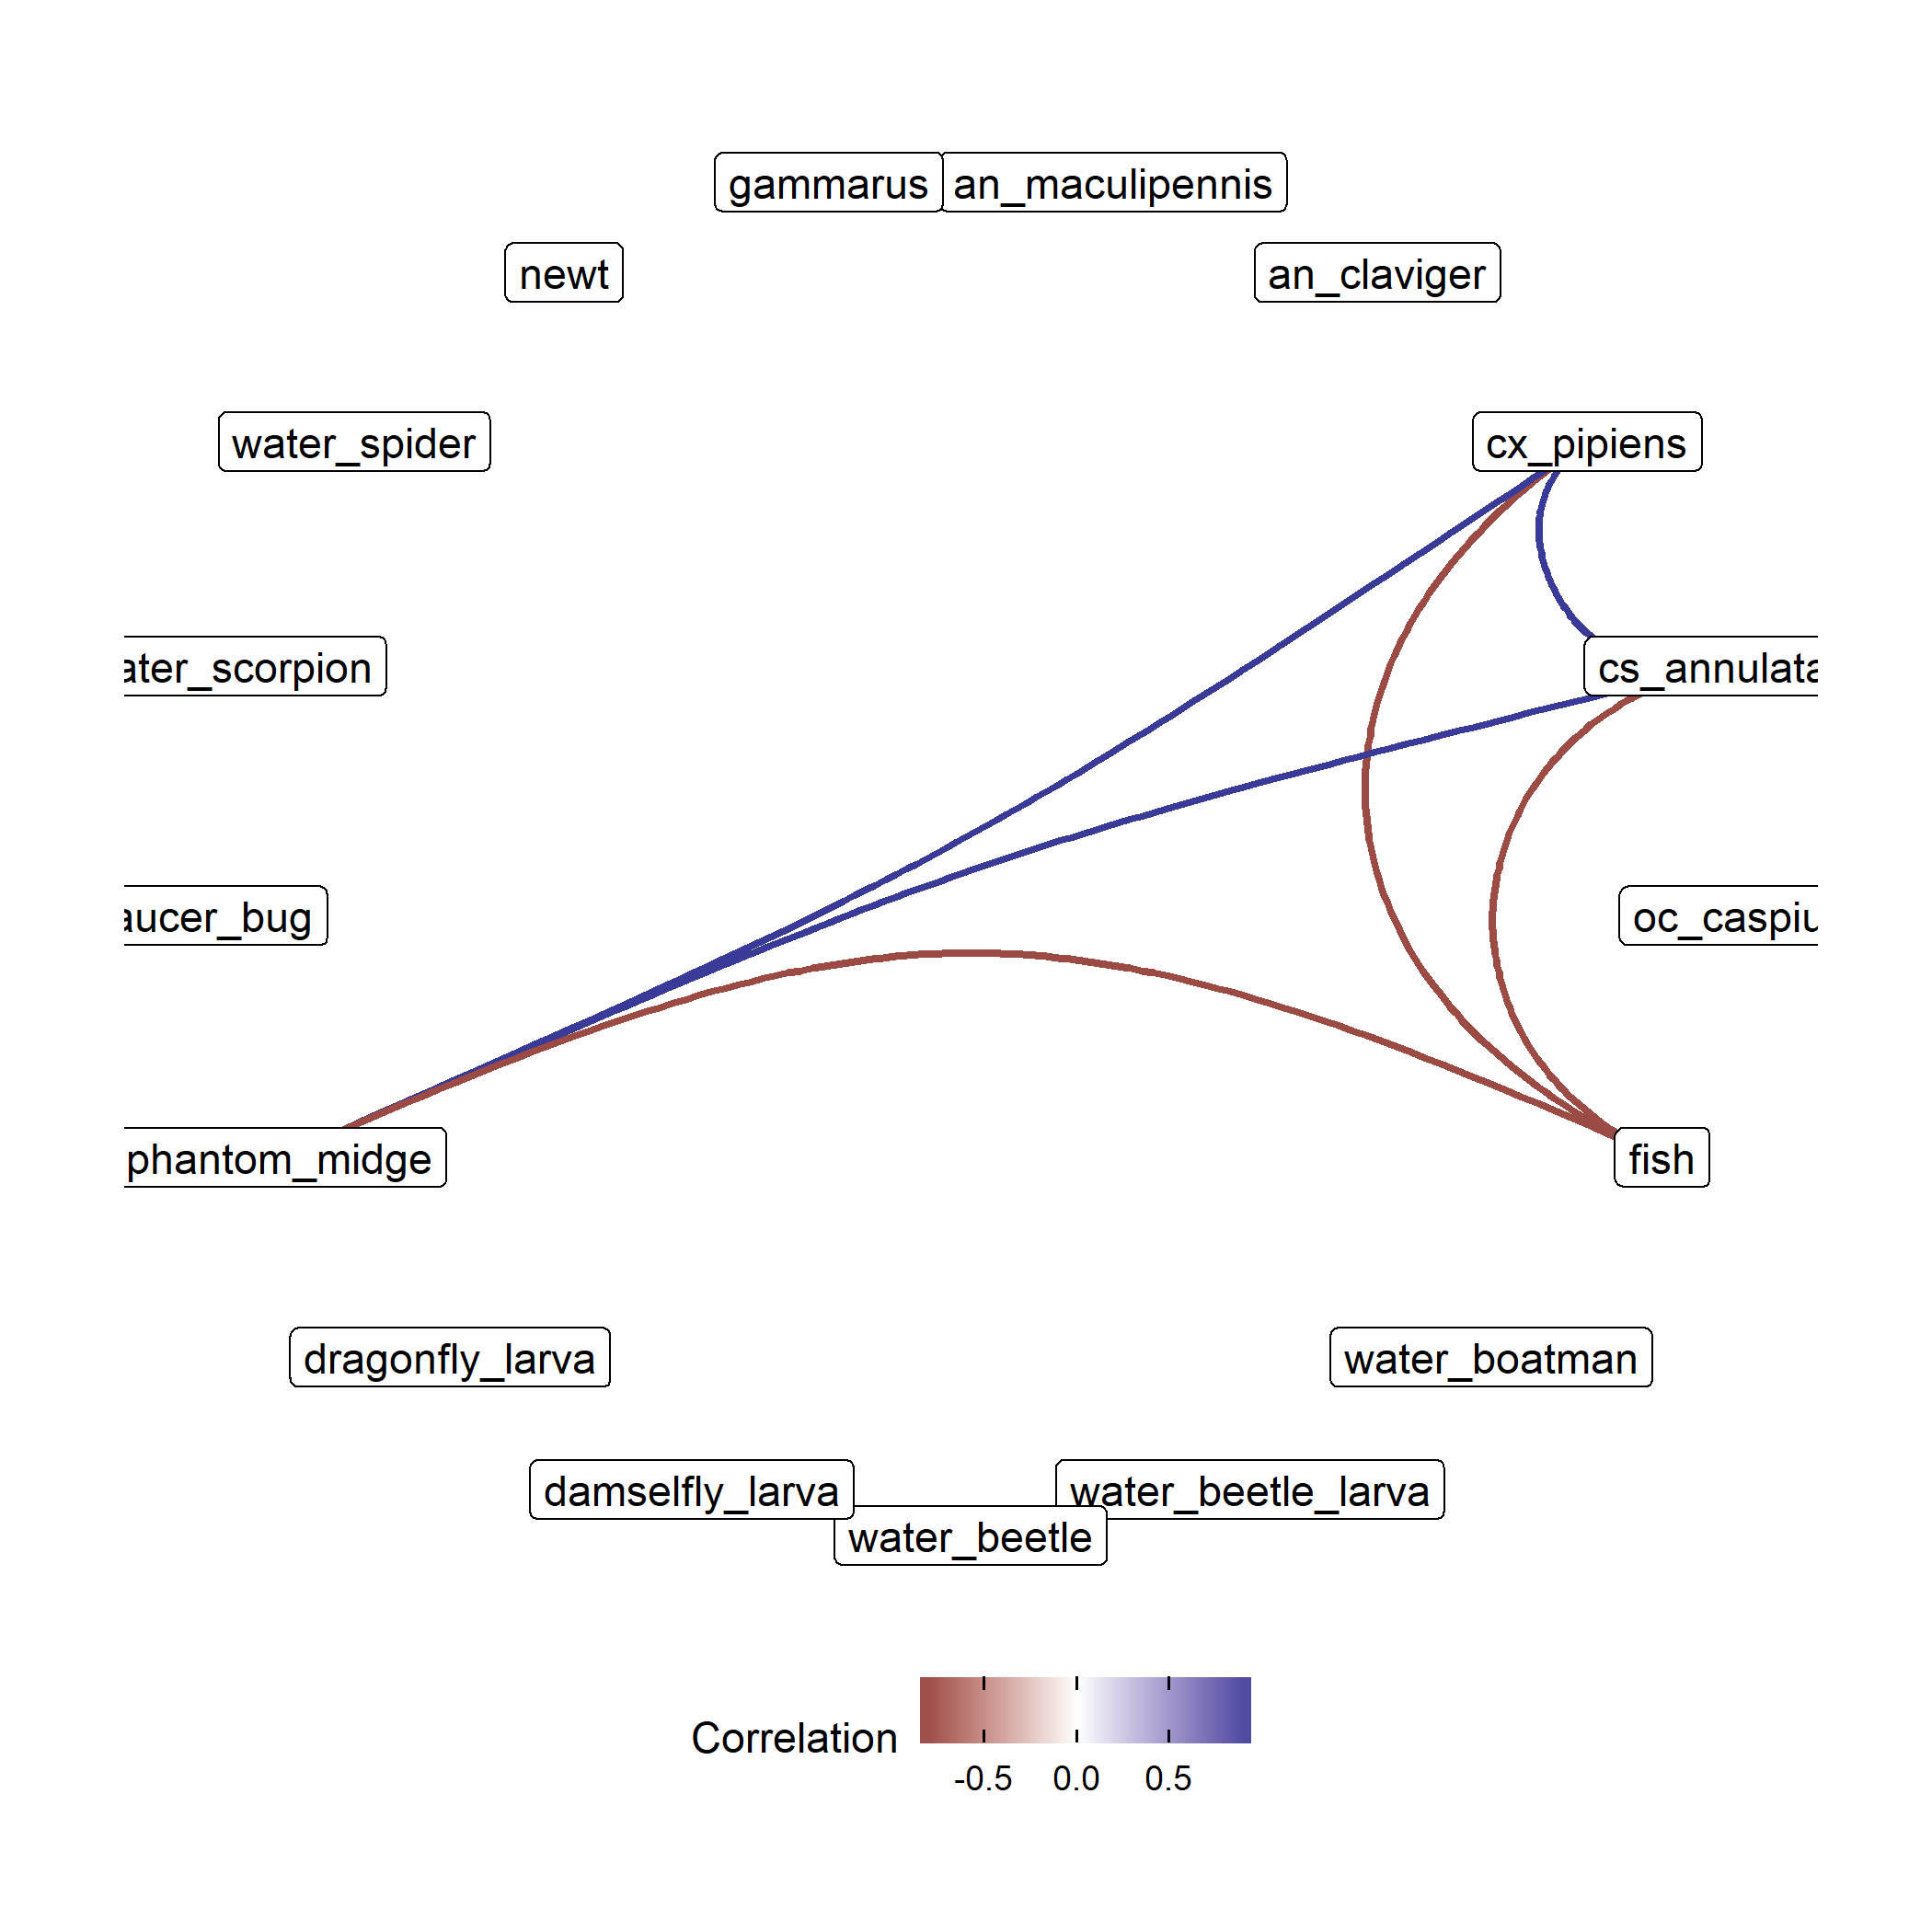 gammarus an_maculipennis
newt an_claviger
water_spider cx_pipiens
ater_scorpion cs_annulata
aucer_bug oc_caspiu
phantom_midge fish
dragonfly_larva water_boatman
damselfly_larva water_beetle_larva
water_beetle
Correlation
-0.5 0.0 0.5